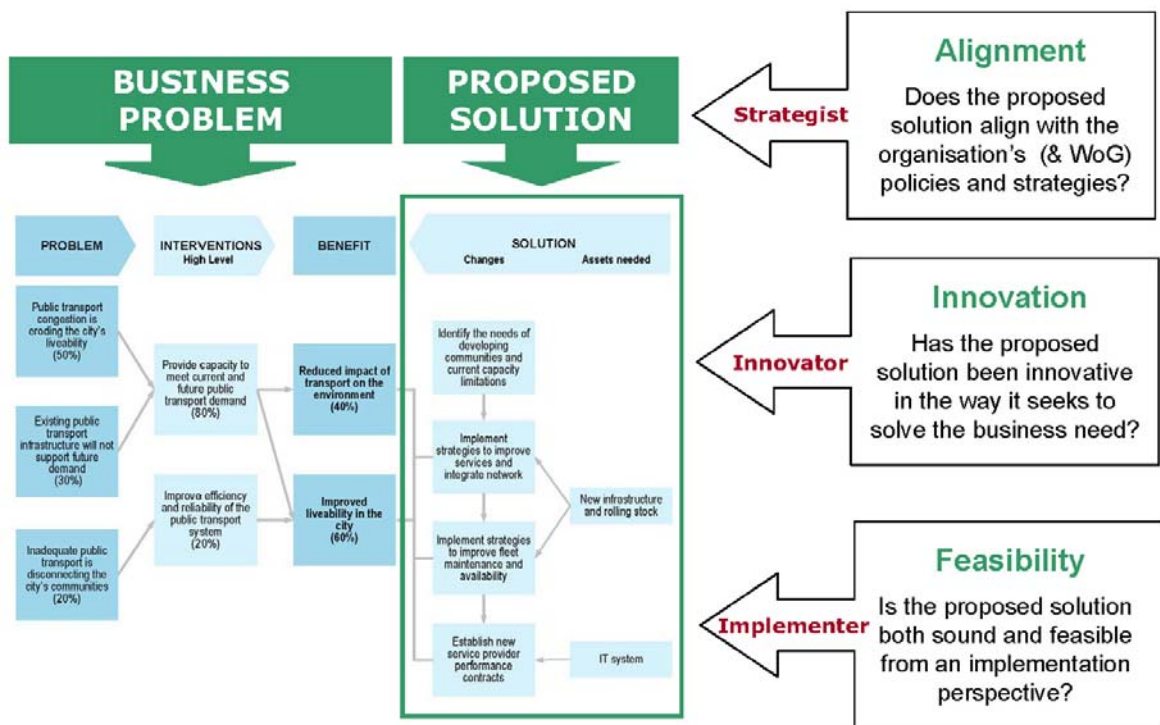 BUSINESS
PROBLEM
PROPOSED
SOLUTION
PROBLEM
INTERVENTIONS
High Level
BENEFIT
SOLUTION
Changes
Assets needed
Public transport
congestion is
eroding the city's
liveability
(50%)
Existing public
transport
infrastructure will not
support future
demand
(30%)
Inadequate public
transport is
disconnecting the
city's communities
(20%)
Provide capacity to
meet current and
future public
transport demand
(80%)
Improve efficiency
and reliability of the
public transport
system
(20%)
Reduced impact of
transport on the
environment
(40%)
Improved
liveability in the
city
(60%)
Identify the needs of
developing
communities and
current capacity
limitations
Implement
strategies to improve
services and
integrate network
Implement strategies
to improve fleet
maintenance and
availability
Establish new
service provider
performance
contracts
New infrastructure
and rolling stock
IT system
Strategist
Alignment
Does the proposed
solution align with the
organisation's (& WoG)
policies and strategies?
Innovator
Innovation
Has the proposed
solution been innovative
in the way it seeks to
solve the business need?
Implementer
Feasibility
Is the proposed solution
both sound and feasible
from an implementation
perspective?